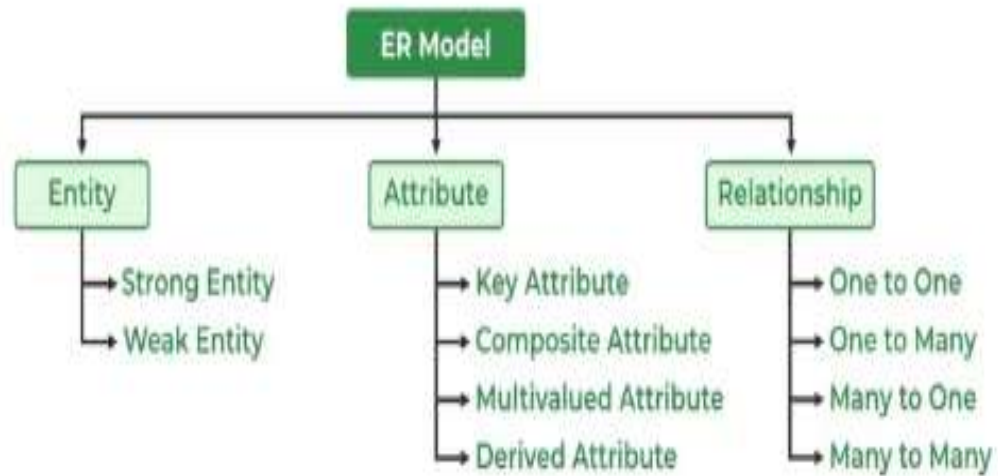 ER Model
Entity
Strong Entity
Weak Entity
Attribute
Key Attribute
Composite Attribute
Multivalued Attribute
Derived Attribute
Relationship
One to One
One to Many
Many to One
Many to Many